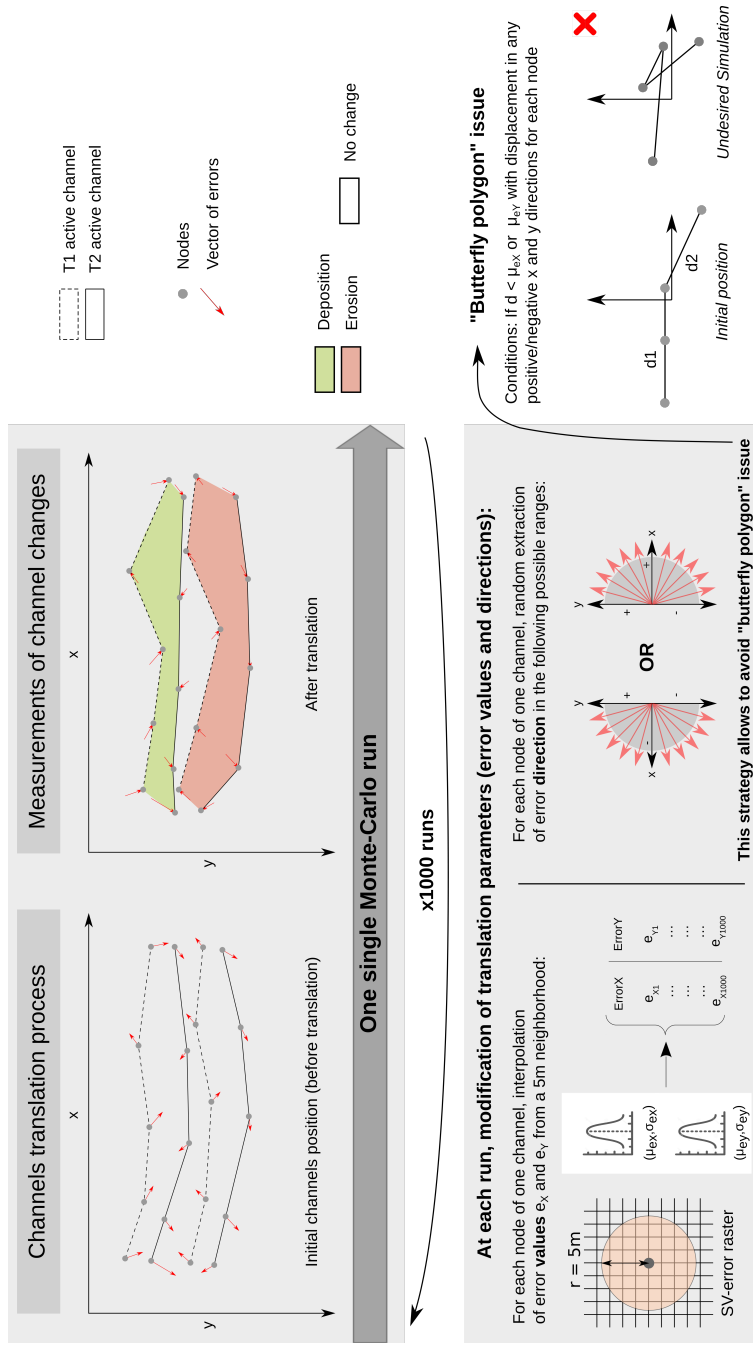 Channels translation process
x
y
Initial channels position (before translation)
Measurements of channel changes
x
y
After translation
T1 active channel
T2 active channel
Nodes
Vector of errors
Deposition
Erosion
No change
One single Monte-Carlo run
x1000 runs
At each run, modification of translation parameters (error values and directions):
For each node of one channel, interpolation
of error values eX and eY from a 5m neighborhood:
r = 5m
SV-error raster
(μex,σex)
(μey,σey)
ErrorX ErrorY
eX1 eY1
... ...
... ...
... ...
eX1000 eY1000
For each node of one channel, random extraction
of error direction in the following possible ranges:
y
+
-
x
-
OR
y
+
+
x
-
This strategy allows to avoid "butterfly polygon" issue
"Butterfly polygon" issue
Conditions: If d < μeX or μeY with displacement in any
positive/negative x and y directions for each node
d1
d2
Initial position
Undesired Simulation